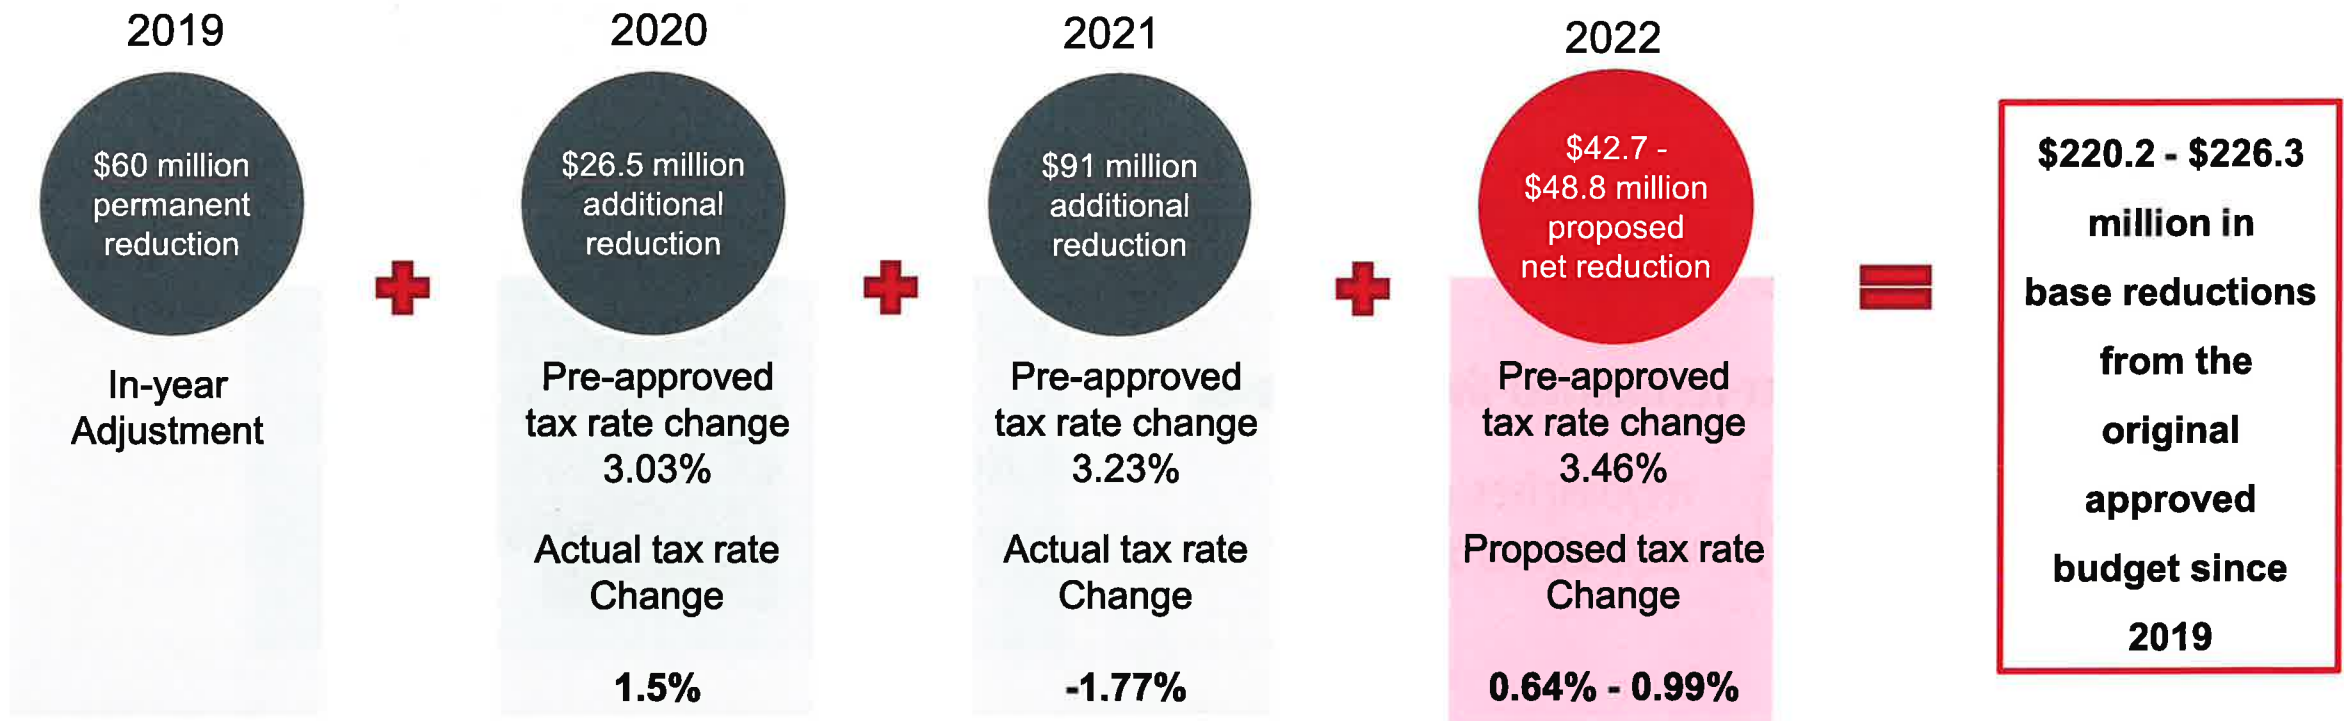 2019
$60 million
permanent
reduction
In-year
Adjustment
2020
$26.5 million
additional
reduction
Pre-approved
tax rate change
3.03%
Actual tax rate
Change
1.5%
2021
$91 million
additional
reduction
Pre-approved
tax rate change
3.23%
Actual tax rate
Change
-1.77%
2022
$42.7 -
$48.8 million
proposed
net reduction
Pre-approved
tax rate change
3.46%
Proposed tax rate
Change
0.64% - 0.99%
$220.2 - $226.3
million in
base reductions
from the
original
approved
budget since
2019